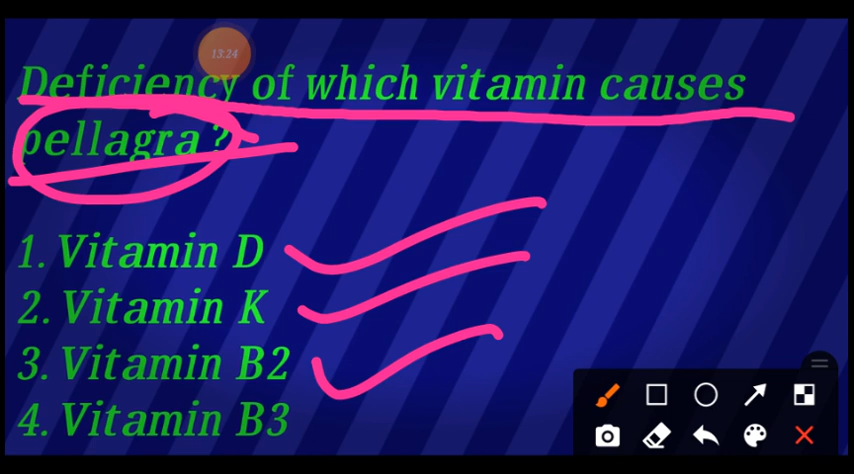 13:24
Deficiency of which vitamin causes
pellagra?
1. Vitamin D
2. Vitamin K
3. Vitamin B2
4. Vitamin B3